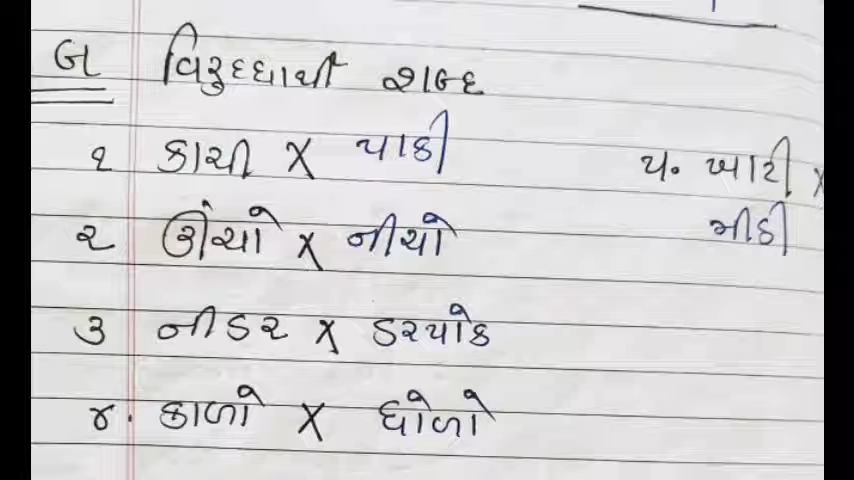 બ વિરુદ્ધાર્થી શબ્દ
૧ કાચી X પાકી
૨ ઊંચો X નીચો
૩ નીડર X ડરપોક
૪. કાળો X ધોળો
૫. ખાટી X
મીઠી